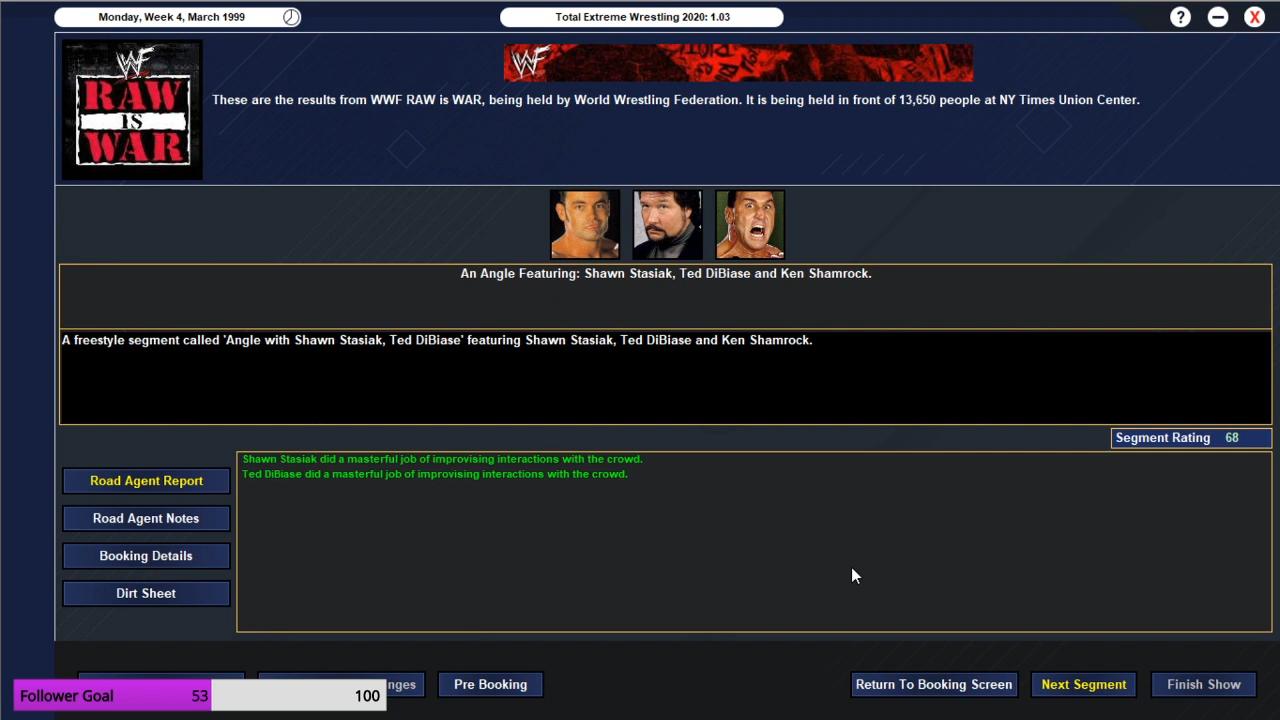 Monday, Week 4, March 1999
Total Extreme Wrestling 2020: 1.03
? X
WF
RAW
IS
WAR
These are the results from WWF RAW is WAR, being held by World Wrestling Federation. It is being held in front of 13,650 people at NY Times Union Center.
An Angle Featuring: Shawn Stasiak, Ted DiBiase and Ken Shamrock.
A freestyle segment called 'Angle with Shawn Stasiak, Ted DiBiase' featuring Shawn Stasiak, Ted DiBiase and Ken Shamrock.
Segment Rating 68
Shawn Stasiak did a masterful job of improvising interactions with the crowd.
Ted DiBiase did a masterful job of improvising interactions with the crowd.
Road Agent Report
Road Agent Notes
Booking Details
Dirt Sheet
Follower Goal 53 100
nges
Pre Booking
Return To Booking Screen
Next Segment
Finish Show